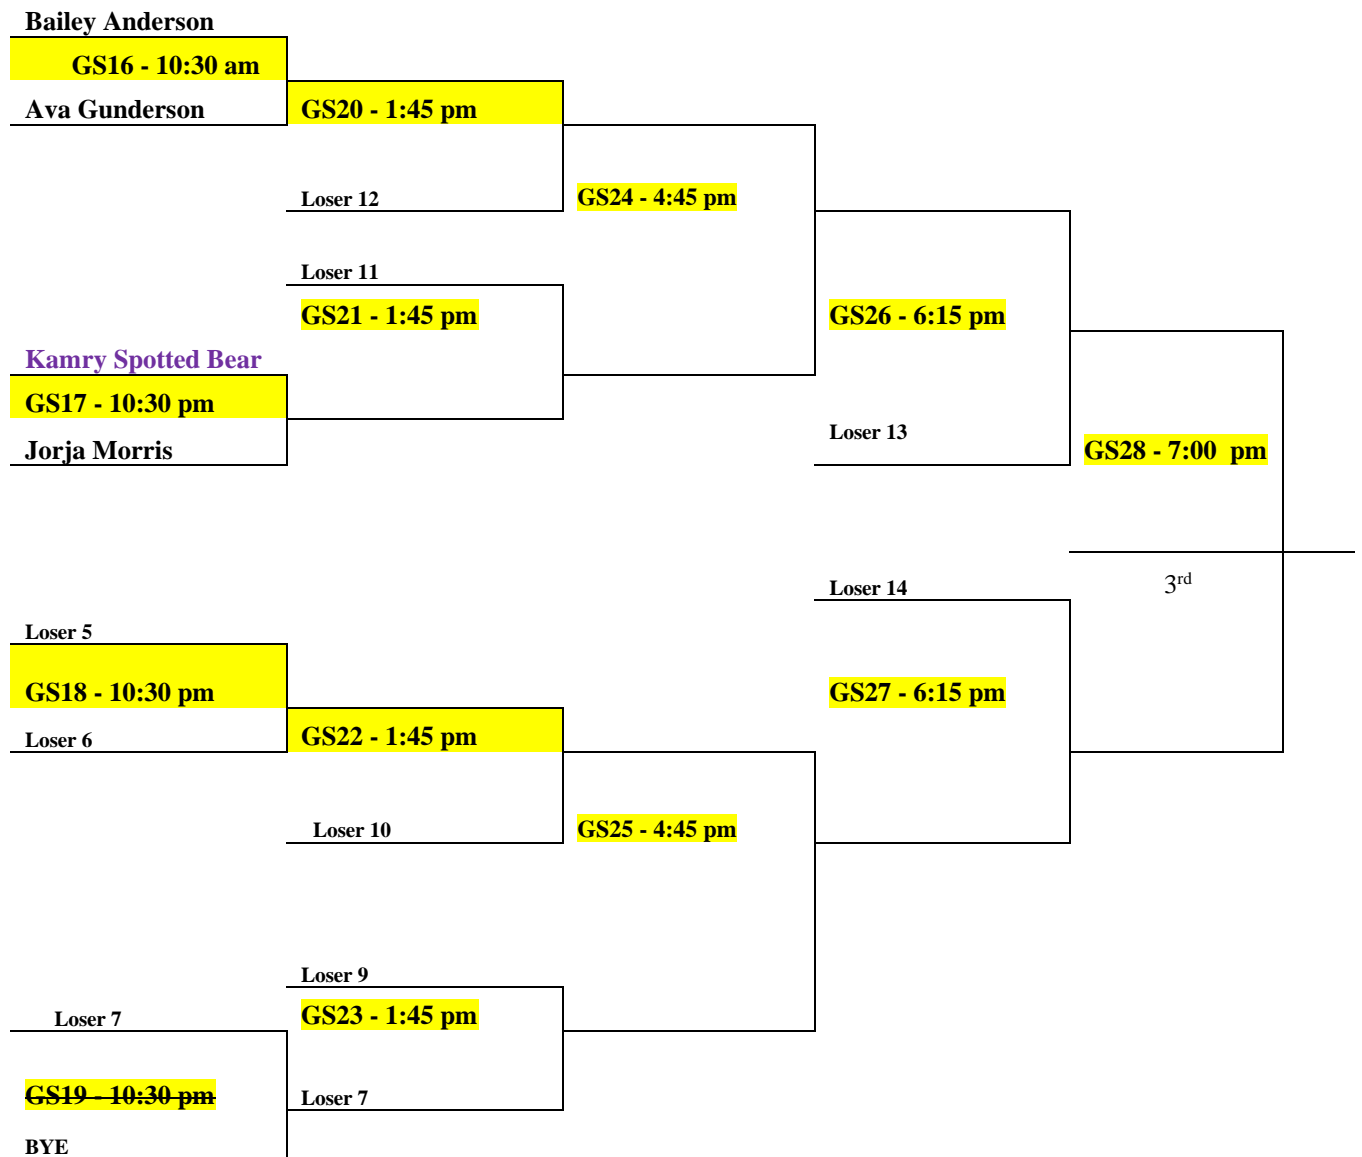 Bailey Anderson
GS16 - 10:30 am
Ava Gunderson
GS20 - 1:45 pm
Loser 12
GS24 - 4:45 pm
Loser 11
GS21 - 1:45 pm
GS26 - 6:15 pm
Kamry Spotted Bear
GS17 - 10:30 pm
Jorja Morris
Loser 13
GS28 - 7:00  pm
Loser 14
3rd
Loser 5
GS18 - 10:30 pm
GS27 - 6:15 pm
Loser 6
GS22 - 1:45 pm
Loser 10
GS25 - 4:45 pm
Loser 9
Loser 7
GS23 - 1:45 pm
GS19 - 10:30 pm
Loser 7
BYE